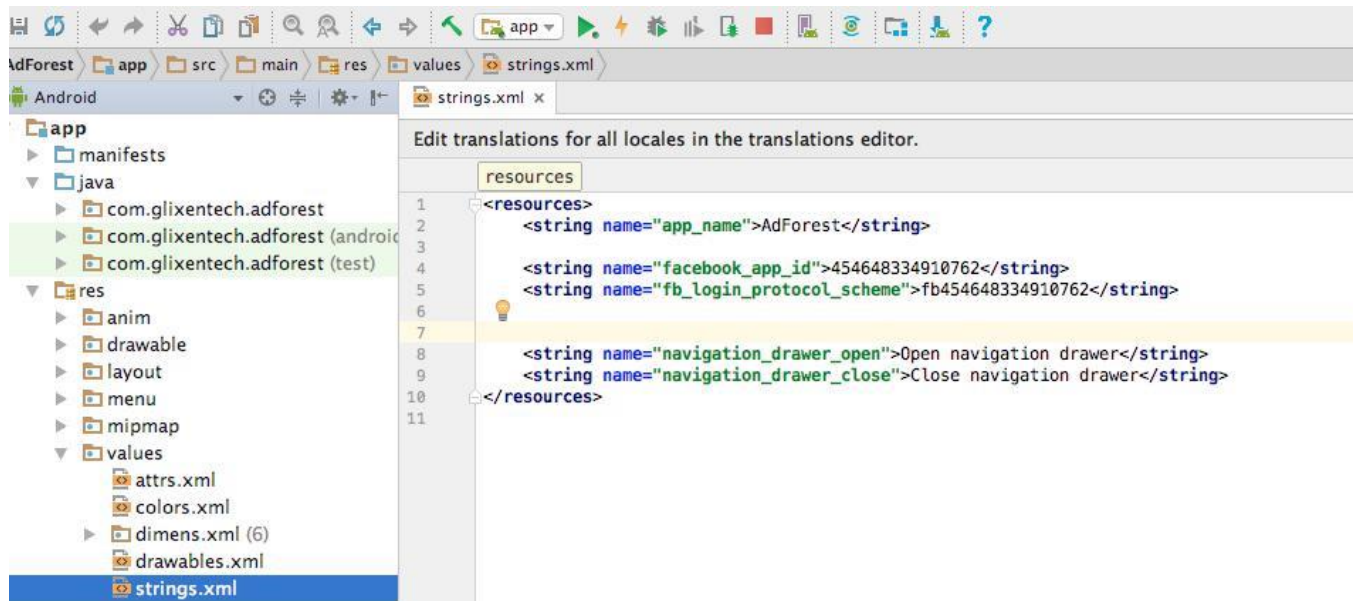 app
?
AdForest
app
src
main
res
values
strings.xml
Android
strings.xml ×
app
manifests
java
com.glixentech.adforest
com.glixentech.adforest (androic
com.glixentech.adforest (test)
res
anim
drawable
layout
menu
mipmap
values
attrs.xml
colors.xml
dimens.xml (6)
drawables.xml
strings.xml
Edit translations for all locales in the translations editor.
resources
1 <resources>
2 <string name="app_name">AdForest</string>
3
4 <string name="facebook_app_id">454648334910762</string>
5 <string name="fb_login_protocol_scheme">fb454648334910762</string>
6
7
8 <string name="navigation_drawer_open">Open navigation drawer</string>
9 <string name="navigation_drawer_close">Close navigation drawer</string>
10 </resources>
11